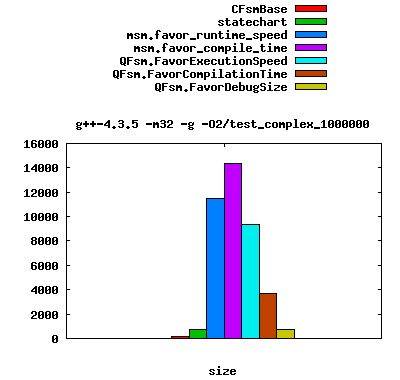 CFsmBase
statechart
msm.favor_runtime_speed
msm.favor_compile_time
QFsm.FavorExecutionSpeed
QFsm.FavorCompilationTime
QFsm.FavorDebugSize
g++-4.3.5 -m32 -g -O2/test_complex_1000000
16000
14000
12000
10000
8000
6000
4000
2000
0
size